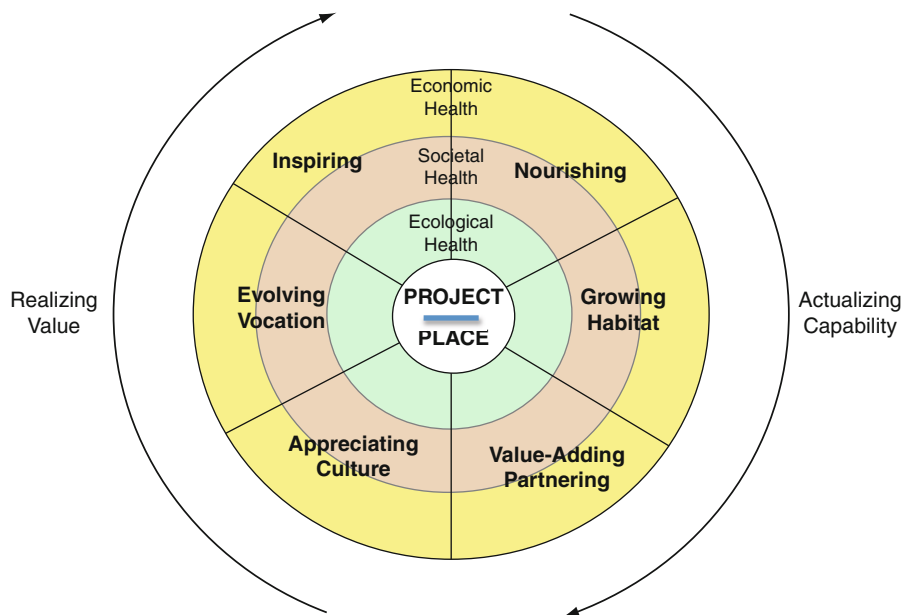 Economic
Health
Inspiring
Societal
Health
Nourishing
Ecological
Health
Realizing
Value
Evolving
Vocation
PROJECT
PLACE
Growing
Habitat
Actualizing
Capability
Appreciating
Culture
Value-Adding
Partnering